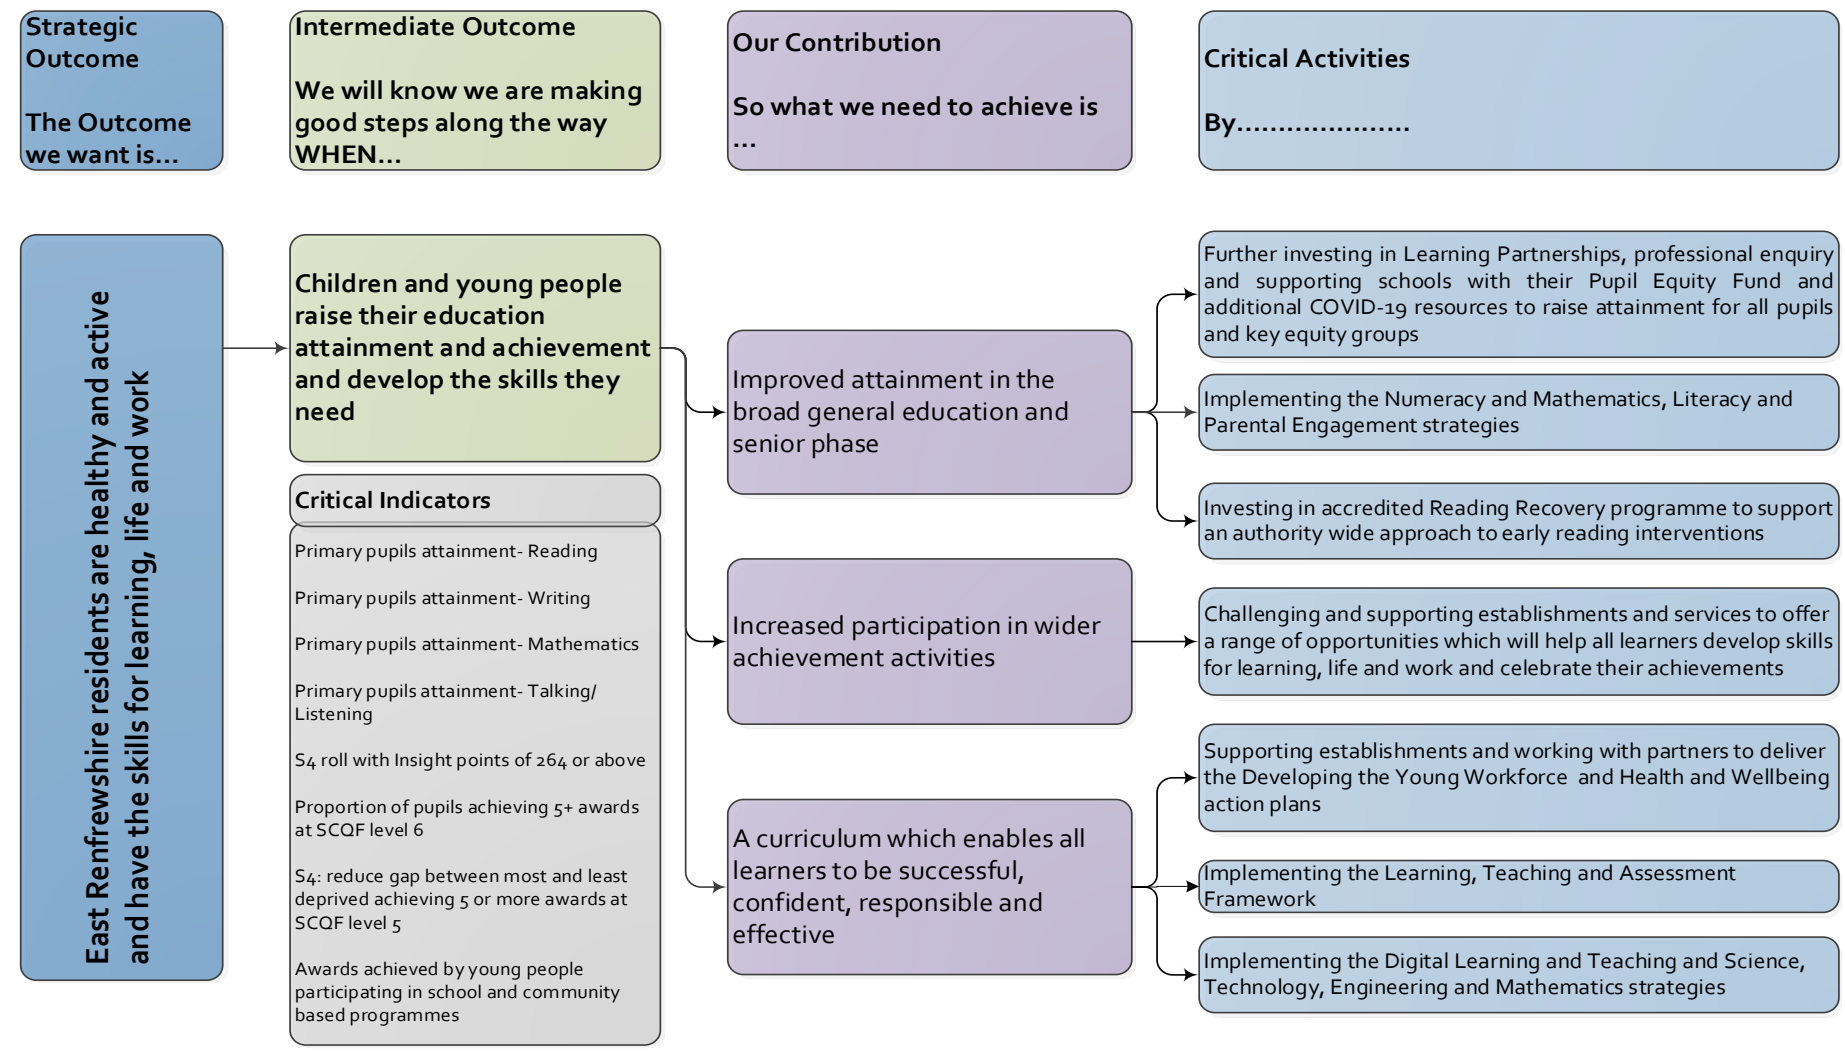 Strategic
Outcome
The Outcome
we want is...
Intermediate Outcome
We will know we are making
good steps along the way
WHEN...
Our Contribution
So what we need to achieve is
...
Critical Activities
By.....................
East Renfrewshire residents are healthy and active
and have the skills for learning, life and work
Children and young people
raise their education
attainment and achievement
and develop the skills they
need
Critical Indicators
Primary pupils attainment- Reading
Primary pupils attainment- Writing
Primary pupils attainment- Mathematics
Primary pupils attainment- Talking/
Listening
S4 roll with Insight points of 264 or above
Proportion of pupils achieving 5+ awards
at SCQF level 6
S4: reduce gap between most and least
deprived achieving 5 or more awards at
SCQF level 5
Awards achieved by young people
participating in school and community
based programmes
Improved attainment in the
broad general education and
senior phase
Increased participation in wider
achievement activities
A curriculum which enables all
learners to be successful,
confident, responsible and
effective
Further investing in Learning Partnerships, professional enquiry
and supporting schools with their Pupil Equity Fund and
additional COVID-19 resources to raise attainment for all pupils
and key equity groups
Implementing the Numeracy and Mathematics, Literacy and
Parental Engagement strategies
Investing in accredited Reading Recovery programme to support
an authority wide approach to early reading interventions
Challenging and supporting establishments and services to offer
a range of opportunities which will help all learners develop skills
for learning, life and work and celebrate their achievements
Supporting establishments and working with partners to deliver
the Developing the Young Workforce  and Health and Wellbeing
action plans
Implementing the Learning, Teaching and Assessment
Framework
Implementing the Digital Learning and Teaching and Science,
Technology, Engineering and Mathematics strategies